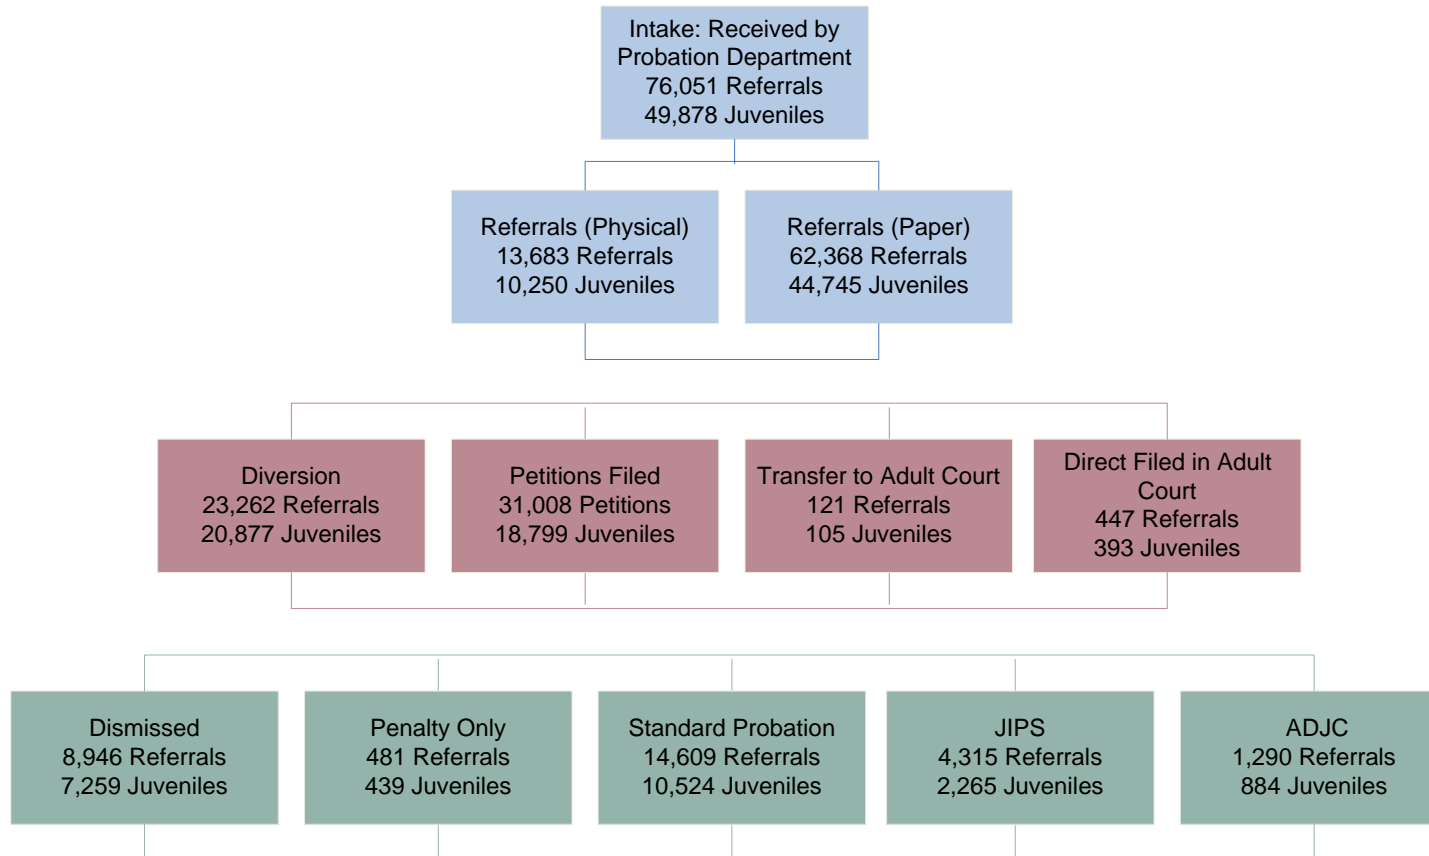 Intake: Received by
Probation Department
76,051 Referrals
49,878 Juveniles
Referrals (Physical)
13,683 Referrals
10,250 Juveniles
Referrals (Paper)
62,368 Referrals
44,745 Juveniles
Diversion
23,262 Referrals
20,877 Juveniles
Petitions Filed
31,008 Petitions
18,799 Juveniles
Transfer to Adult Court
121 Referrals
105 Juveniles
Direct Filed in Adult
Court
447 Referrals
393 Juveniles
Dismissed
8,946 Referrals
7,259 Juveniles
Penalty Only
481 Referrals
439 Juveniles
Standard Probation
14,609 Referrals
10,524 Juveniles
JIPS
4,315 Referrals
2,265 Juveniles
ADJC
1,290 Referrals
884 Juveniles